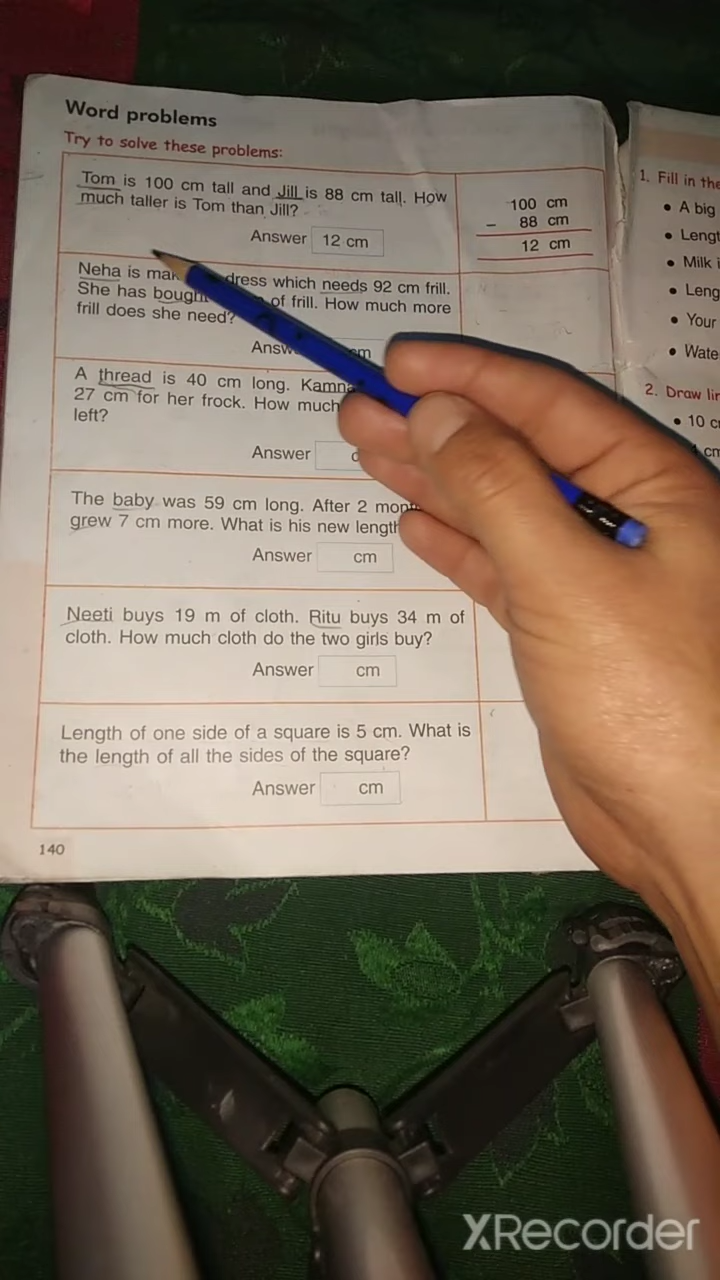 Word problems
Try to solve these problems:
Tom is 100 cm tall and Jill is 88 cm tall. How
much taller is Tom than Jill?
Answer 12 cm
100 cm
– 88 cm
12 cm
Neha is dress which needs 92 cm frill.
She has bought of frill. How much more
frill does she need?
cm
A thread is 40 cm long.
27 cm for her frock. How much
left?
Answer
The baby was 59 cm long. After 2
grew 7 cm more. What is his new
Answer cm
Neeti buys 19 m of cloth. Ritu buys 34 m of
cloth. How much cloth do the two girls buy?
Answer cm
Length of one side of a square is 5 cm. What is
the length of all the sides of the square?
Answer cm
140
1. Fill in the
• A big
•
• Milk
•
• Your
•
2. Draw
• 10
cm
XRecorder